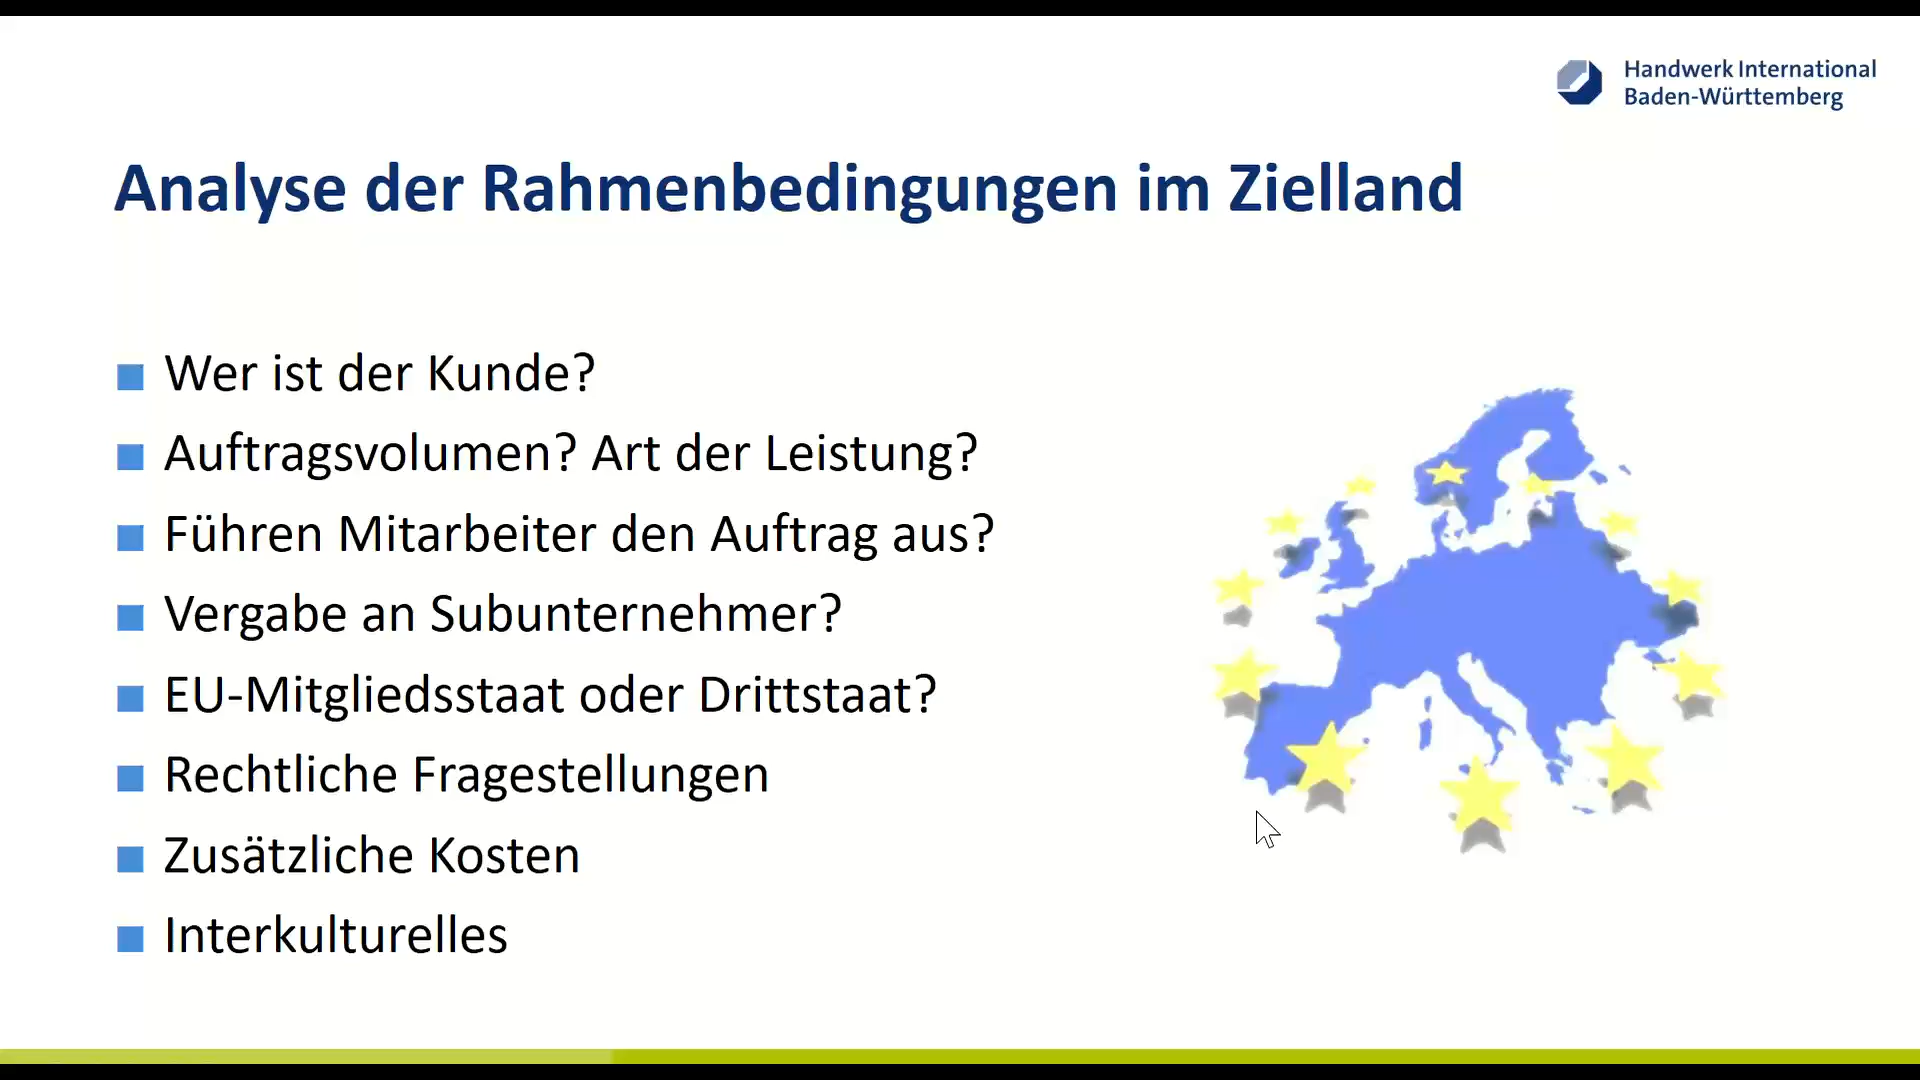 Handwerk International
Baden-Württemberg
Analyse der Rahmenbedingungen im Zielland
Wer ist der Kunde?
Auftragsvolumen? Art der Leistung?
Führen Mitarbeiter den Auftrag aus?
Vergabe an Subunternehmer?
EU-Mitgliedsstaat oder Drittstaat?
Rechtliche Fragestellungen
Zusätzliche Kosten
Interkulturelles